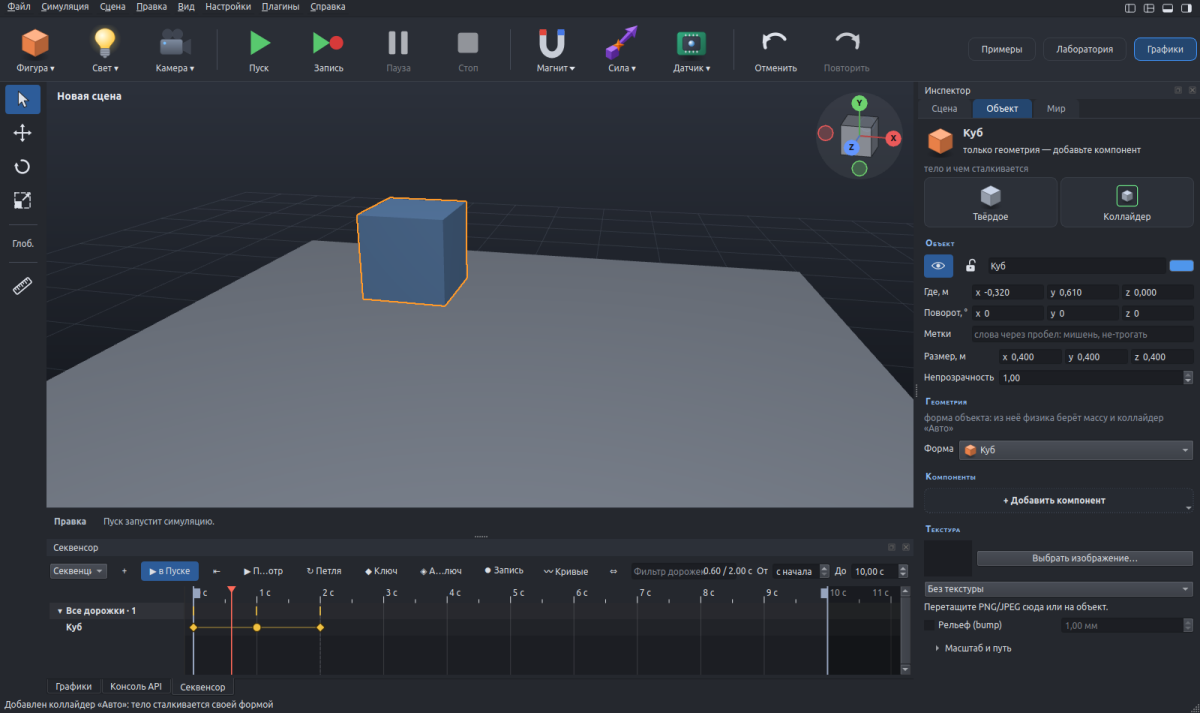 Файл Симуляция Сцена Правка Вид Настройки Плагины Справка
Фигура ▾ Свет ▾ Камера ▾ Пуск Запись Пауза Стоп Магнит ▾ Сила ▾ Датчик ▾ Отменить Повторить Примеры Лаборатория Графики
Новая сцена
Y
X
Z
Глоб.
Инспектор
Сцена Объект Мир
Куб
только геометрия — добавьте компонент
тело и чем сталкивается
Твёрдое Коллайдер
Объект
Куб
Где, м x -0,320 y 0,610 z 0,000
Поворот, ° x 0 y 0 z 0
Метки слова через пробел: мишень, не-трогать
Размер, м x 0,400 y 0,400 z 0,400
Непрозрачность 1,00
Геометрия
форма объекта: из неё физика берёт массу и коллайдер
«Авто»
Форма Куб
Компоненты
+ Добавить компонент
Текстура
Выбрать изображение…
Без текстуры
Перетащите PNG/JPEG сюда или на объект.
Рельеф (bump) 1,00 мм
Масштаб и путь
Правка Пуск запустит симуляцию.
Секвенсор
Секвенц + ▶ в Пуске ⇤ ▶ П…отр ↻ Петля ◆ Ключ ◈ А…люч ● Запись Кривые ⇔ Фильтр дорожек 0.60 / 2.00 с От с начала До 10,00 с
с 1 с 2 с 3 с 4 с 5 с 6 с 7 с 8 с 9 с 10 с 11 с
▾ Все дорожки · 1
Куб
Графики Консоль API Секвенсор
Добавлен коллайдер «Авто»: тело сталкивается своей формой